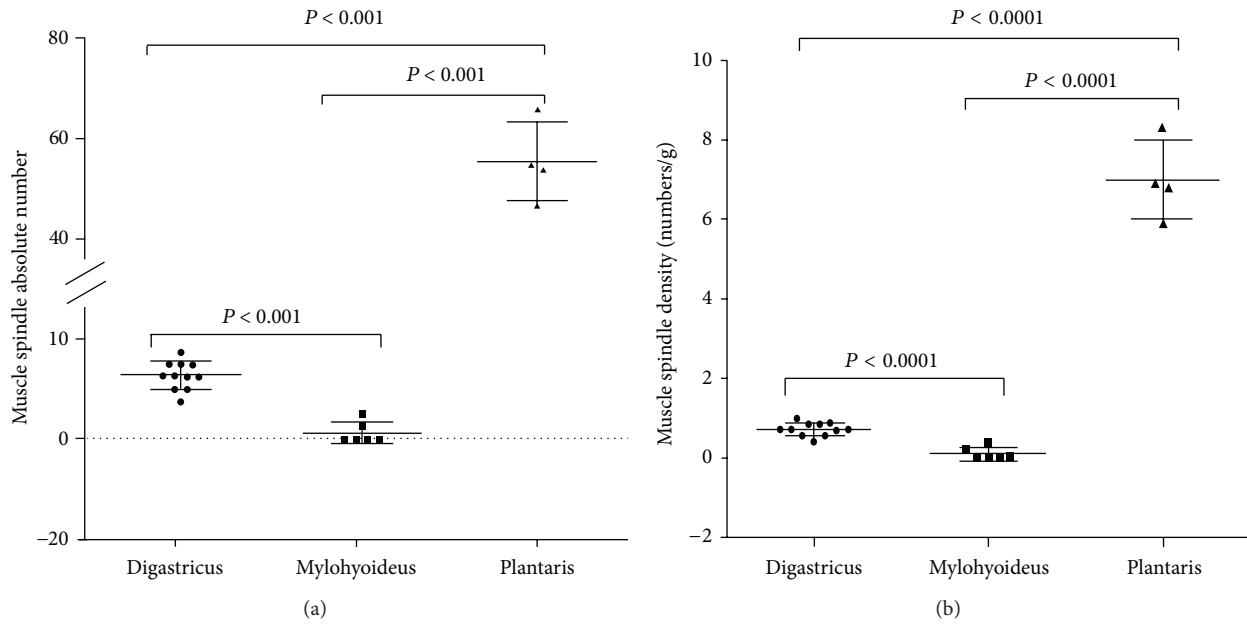 P < 0.001
80
P < 0.001
60
40
P < 0.001
10
0
−20
Muscle spindle absolute number
Digastricus Mylohyoideus Plantaris
(a)
P < 0.0001
10
P < 0.0001
8
6
4
P < 0.0001
2
0
−2
Muscle spindle density (numbers/g)
Digastricus Mylohyoideus Plantaris
(b)